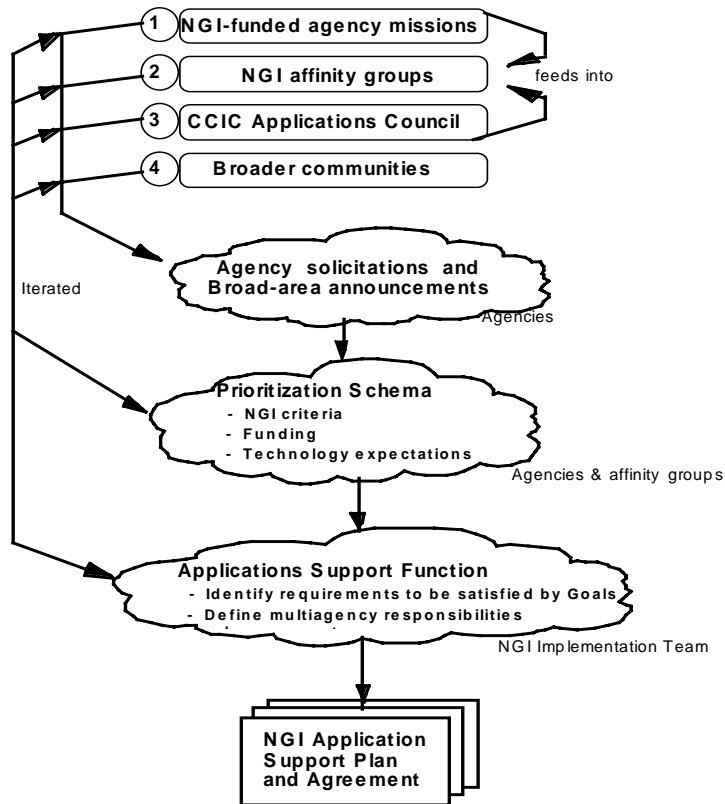 1 NGI-funded agency missions
2 NGI affinity groups
feeds into
3 CCIC Applications Council
4 Broader communities
Agency solicitations and
Broad-area announcements
Iterated
Agencies
Prioritization Schema
- NGI criteria
- Funding
- Technology expectations
Agencies & affinity groups
Applications Support Function
- Identify requirements to be satisfied by Goals
- Define multiagency responsibilities
NGI Implementation Team
NGI Application
Support Plan
and Agreement